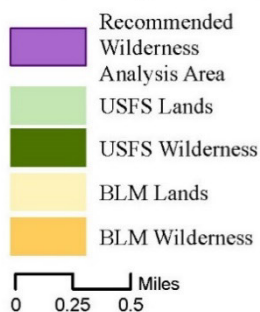 Recommended
Wilderness
Analysis Area
USFS Lands
USFS Wilderness
BLM Lands
BLM Wilderness
Miles
0 0.25 0.5